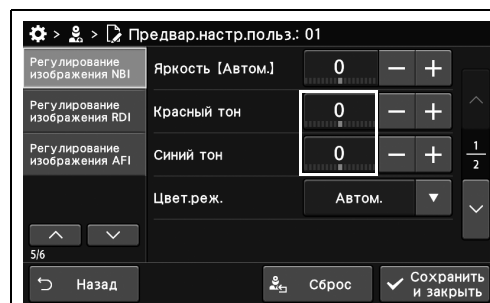 > > Предвар.настр.польз.: 01
Регулирование
изображения NBI
Яркость [Автом.]
0
− +
Регулирование
изображения RDI
Красный тон
0
− +
Регулирование
изображения AFI
Синий тон
0
− +
1
2
Цвет.реж.
Автом.
5/6
Назад
Сброс
Сохранить
и закрыть